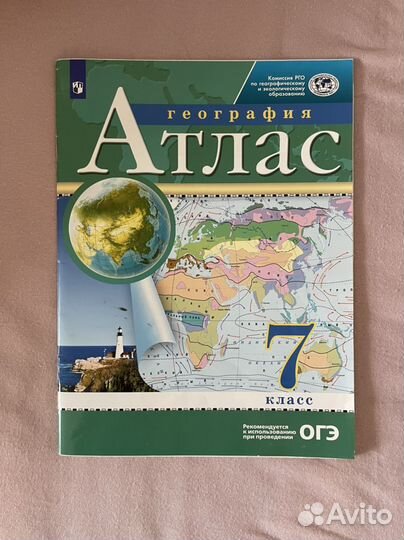 Комиссия РГО
по географическому
и экологическому
образованию
география
Атлас
7
класс
Рекомендуется
к использованию
при проведении
ОГЭ
Avito